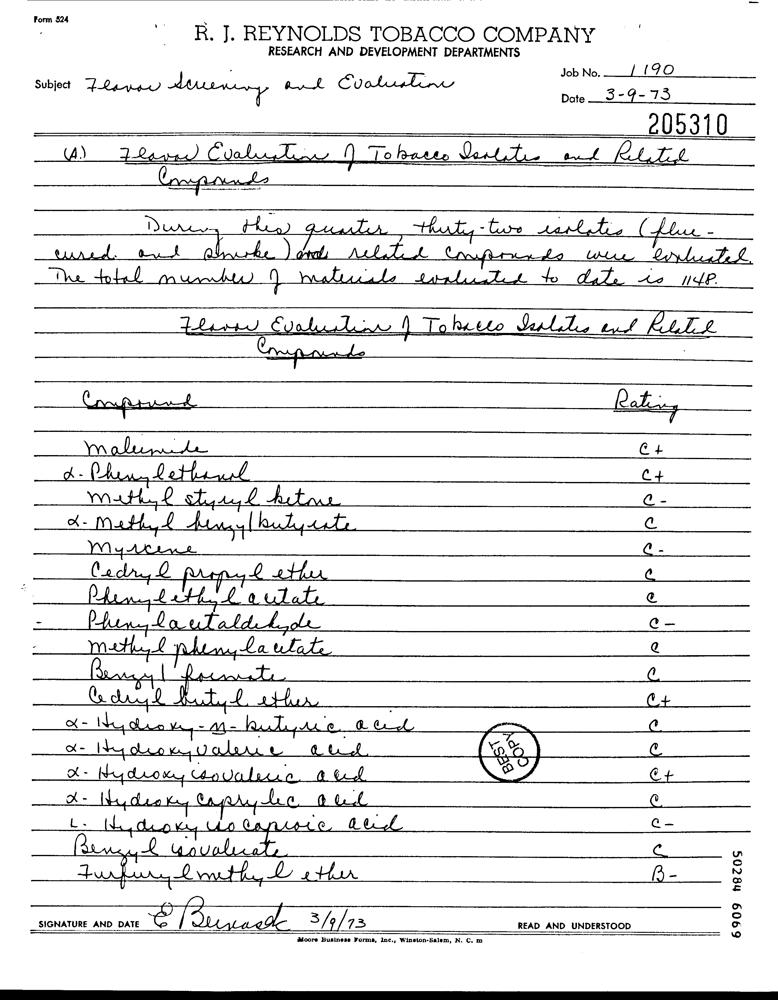 Form 524
R. J. REYNOLDS TOBACCO COMPANY
RESEARCH AND DEVELOPMENT DEPARTMENTS
Subject Flavor Screening and Evaluation
Job No. 1190
Date 3-9-73
205310
(A.) Flavor Evaluation of Tobacco Isolates and Related
Compounds
During this quarter, thirty-two isolates (flue-
cured and smoke) and related compounds were evaluated.
The total number of materials evaluated to date is 1148.
Flavor Evaluation of Tobacco Isolates and Related
Compounds
Compound Rating
Maleimide C+
α-Phenylethanol C+
Methyl styryl ketone C-
α-Methyl benzyl butyrate C
Myrcene C-
Cedryl propyl ether C
Phenylethyl acetate C
Phenylacetaldehyde C-
Methyl phenylacetate C
Benzyl formate C
Cedryl butyl ether C+
α-Hydroxy-n-butyric acid C
α-Hydroxyvaleric acid C
α-Hydroxyisovaleric acid C+
α-Hydroxycaprylic acid C
L-Hydroxyisocaproic acid C-
Benzyl isovalerate C
Furfuryl methyl ether B-
BEST COPY
SIGNATURE AND DATE E Bernasek 3/9/73
READ AND UNDERSTOOD
Moore Business Forms, Inc., Winston-Salem, N. C. m
50284 6069